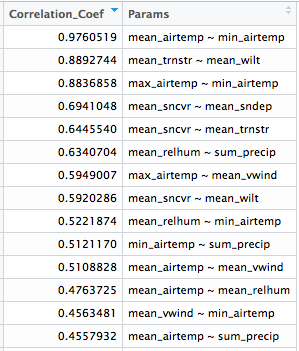 Correlation_Coef Params
0.9760519 mean_airtemp ~ min_airtemp
0.8892744 mean_trnstr ~ mean_wilt
0.8836858 max_airtemp ~ min_airtemp
0.6941048 mean_sncvr ~ mean_sndep
0.6445540 mean_sncvr ~ mean_trnstr
0.6340704 mean_relhum ~ sum_precip
0.5949007 max_airtemp ~ mean_vwind
0.5920286 mean_sncvr ~ mean_wilt
0.5221874 mean_relhum ~ min_airtemp
0.5121170 min_airtemp ~ sum_precip
0.5108828 mean_airtemp ~ mean_vwind
0.4763725 mean_airtemp ~ mean_relhum
0.4563481 mean_vwind ~ min_airtemp
0.4557932 mean_airtemp ~ sum_precip